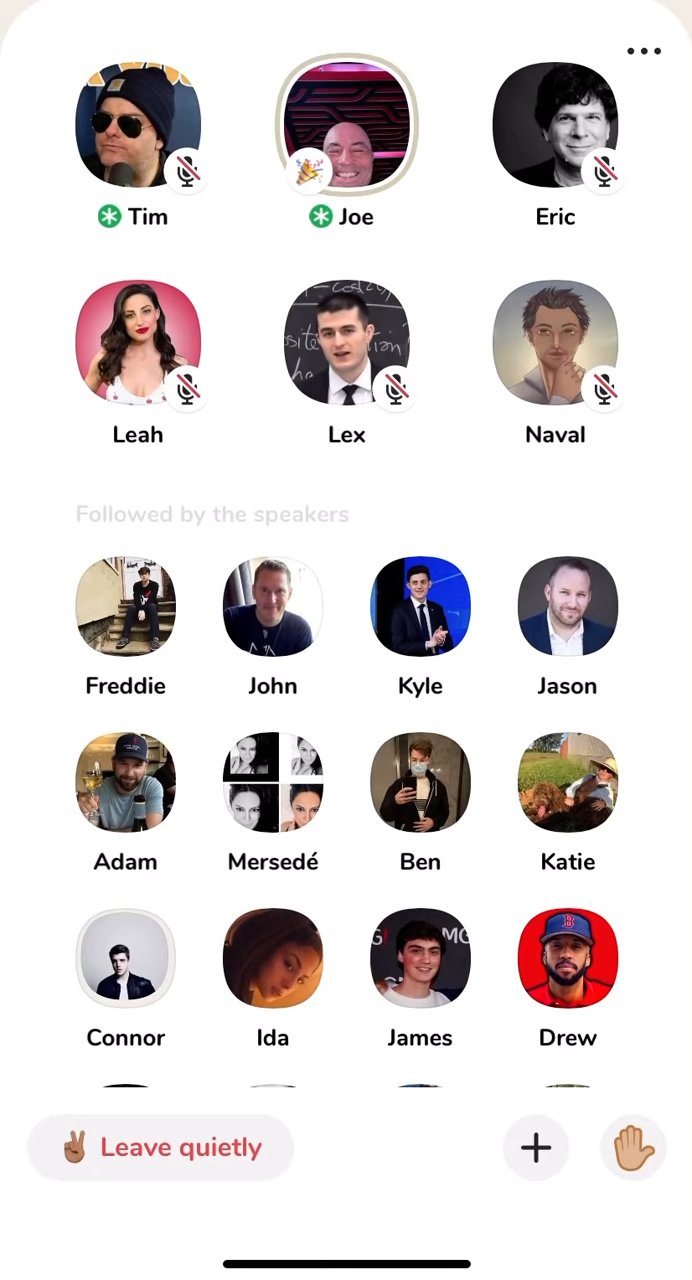 Tim
Joe
Eric
Leah
Lex
Naval
Followed by the speakers
Freddie
John
Kyle
Jason
Adam
Mersedé
Ben
Katie
Connor
Ida
James
Drew
Leave quietly